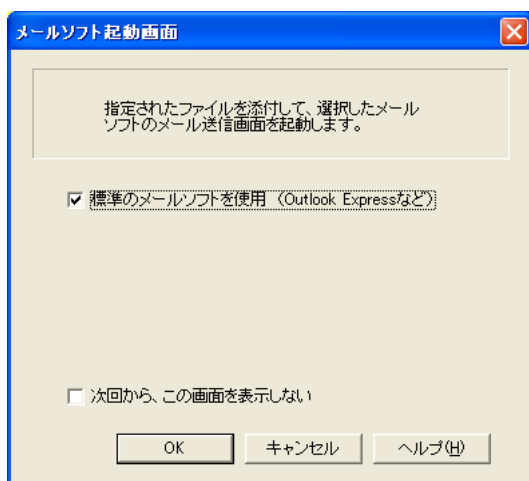 メールソフト起動画面
指定されたファイルを添付して、選択したメール
ソフトのメール送信画面を起動します。
標準のメールソフトを使用 (Outlook Expressなど)
次回から、この画面を表示しない
OK キャンセル ヘルプ(H)